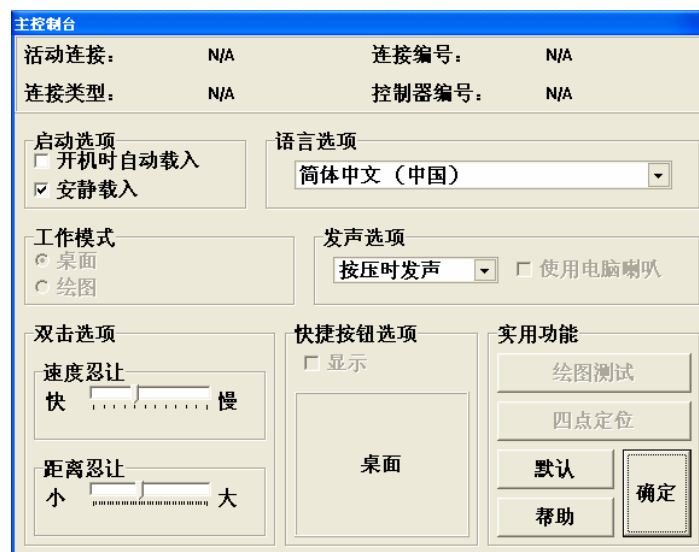 主控制台
活动连接： N/A 连接编号： N/A
连接类型： N/A 控制器编号： N/A
启动选项
开机时自动载入
安静载入
语言选项
简体中文（中国）
工作模式
桌面
绘图
发声选项
按压时发声 使用电脑喇叭
双击选项
速度忍让
快 慢
距离忍让
小 大
快捷按钮选项
显示
桌面
实用功能
绘图测试
四点定位
默认
帮助
确定